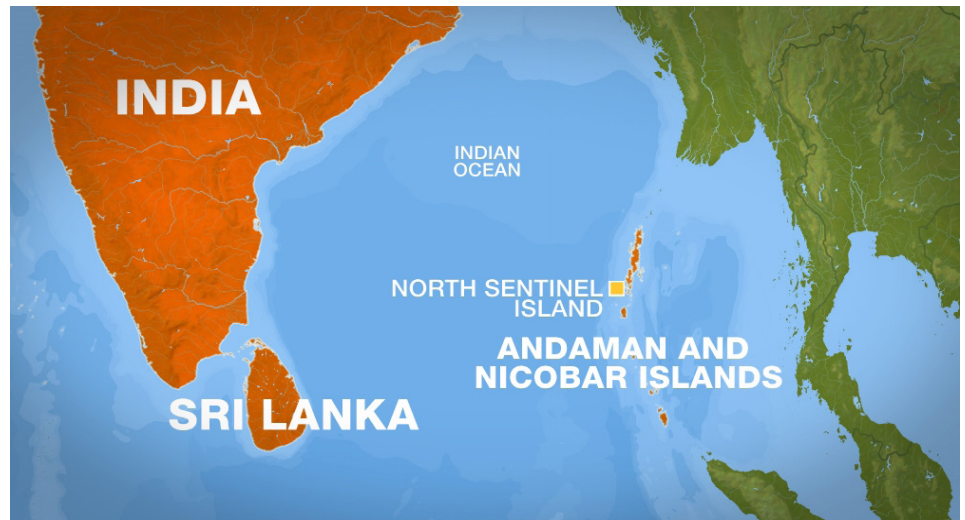 INDIA
INDIAN
OCEAN
NORTH SENTINEL
ISLAND
ANDAMAN AND
NICOBAR ISLANDS
SRI LANKA